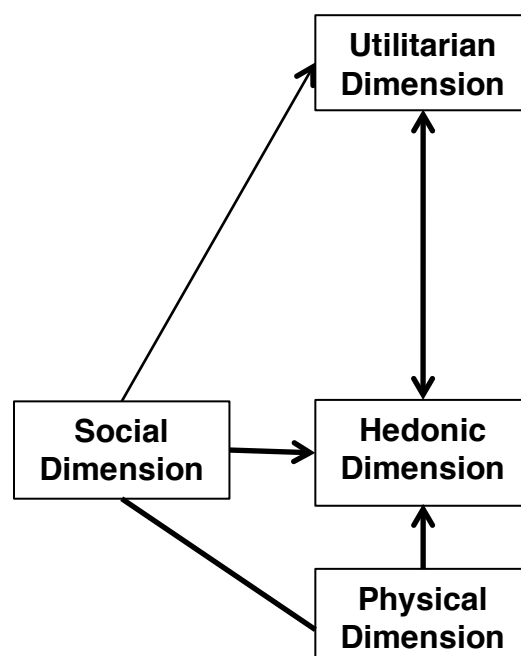 Utilitarian
Dimension
Social
Dimension
Hedonic
Dimension
Physical
Dimension